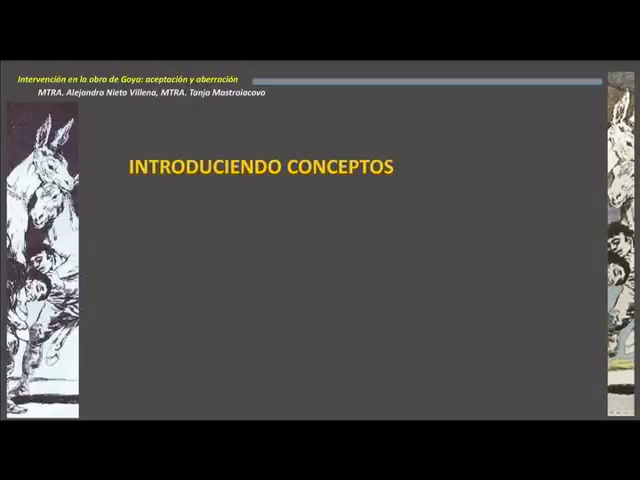 Intervención en la obra de Goya: aceptación y aberración
MTRA. Alejandra Nieto Villena, MTRA. Tanja Mastroiacovo
INTRODUCIENDO CONCEPTOS